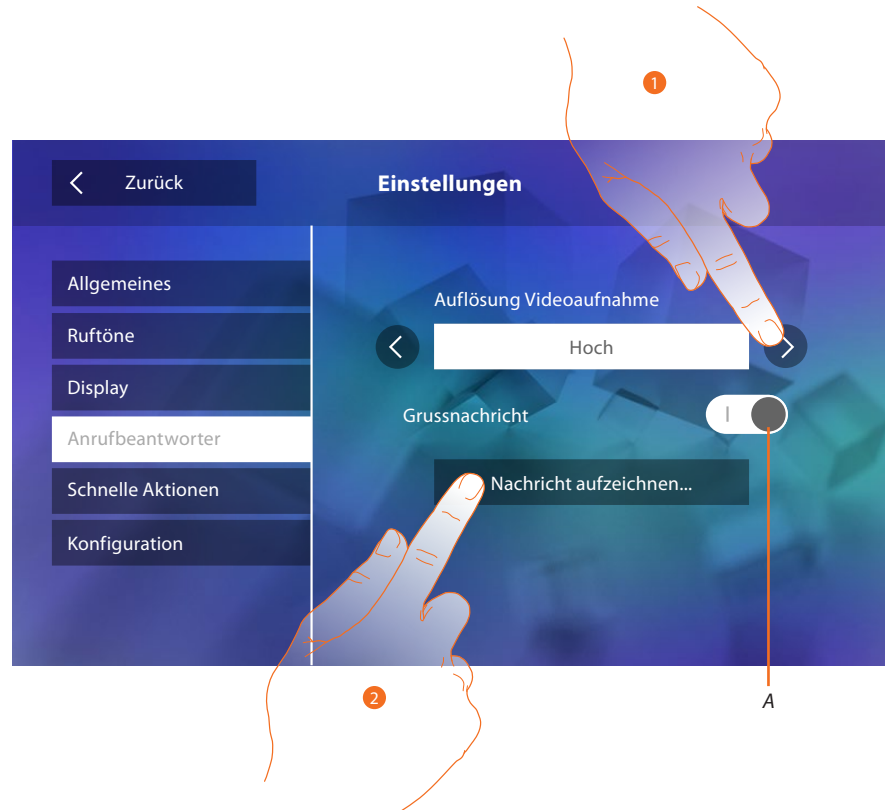 1
Zurück
Einstellungen
Allgemeines
Ruftöne
Display
Anrufbeantworter
Schnelle Aktionen
Konfiguration
Auflösung Videoaufnahme
Hoch
Grussnachricht
Nachricht aufzeichnen...
2
A